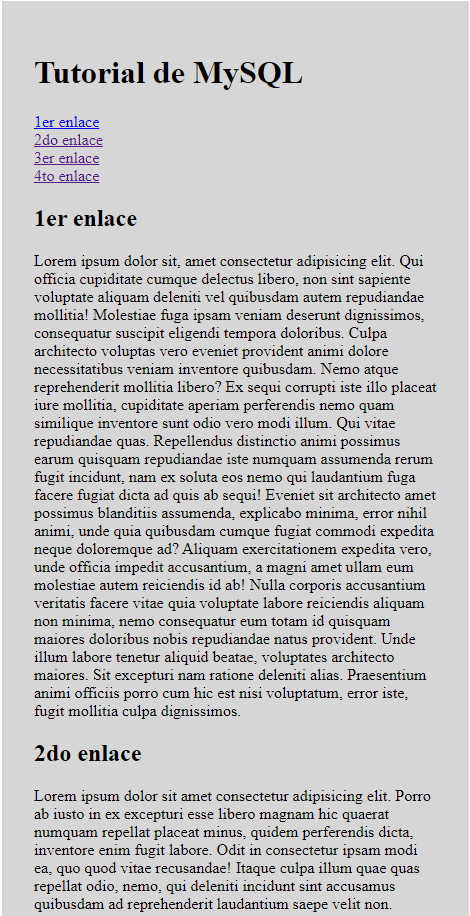 Tutorial de MySQL
1er enlace
2do enlace
3er enlace
4to enlace
1er enlace
Lorem ipsum dolor sit, amet consectetur adipisicing elit. Qui
officia cupiditate cumque delectus libero, non sint sapiente
voluptate aliquam deleniti vel quibusdam autem repudiandae
mollitia! Molestiae fuga ipsam veniam deserunt dignissimos,
consequatur suscipit eligendi tempora doloribus. Culpa
architecto voluptas vero eveniet provident animi dolore
necessitatibus veniam inventore quibusdam. Nemo atque
reprehenderit mollitia libero? Ex sequi corrupti iste illo placeat
iure mollitia, cupiditate aperiam perferendis nemo quam
similique inventore sunt odio vero modi illum. Qui vitae
repudiandae quas. Repellendus distinctio animi possimus
earum quisquam repudiandae iste numquam assumenda rerum
fugit incidunt, nam ex soluta eos nemo qui laudantium fuga
facere fugiat dicta ad quis ab sequi! Eveniet sit architecto amet
possimus blanditiis assumenda, explicabo minima, error nihil
animi, unde quia quibusdam cumque fugiat commodi expedita
neque doloremque ad? Aliquam exercitationem expedita vero,
unde officia impedit accusantium, a magni amet ullam eum
molestiae autem reiciendis id ab! Nulla corporis accusantium
veritatis facere vitae quia voluptate labore reiciendis aliquam
non minima, nemo consequatur eum totam id quisquam
maiores doloribus nobis repudiandae natus provident. Unde
illum labore tenetur aliquid beatae, voluptates architecto
maiores. Sit excepturi nam ratione deleniti alias. Praesentium
animi officiis porro cum hic est nisi voluptatum, error iste,
fugit mollitia culpa dignissimos.
2do enlace
Lorem ipsum dolor sit amet consectetur adipisicing elit. Porro
ab iusto in ex excepturi esse libero magnam hic quaerat
numquam repellat placeat minus, quidem perferendis dicta,
inventore enim fugit labore. Odit in consectetur ipsam modi
ea, quo quod vitae recusandae! Itaque culpa illum quae quas
repellat odio, nemo, qui deleniti incidunt sint accusamus
quibusdam ad reprehenderit laudantium saepe velit non.